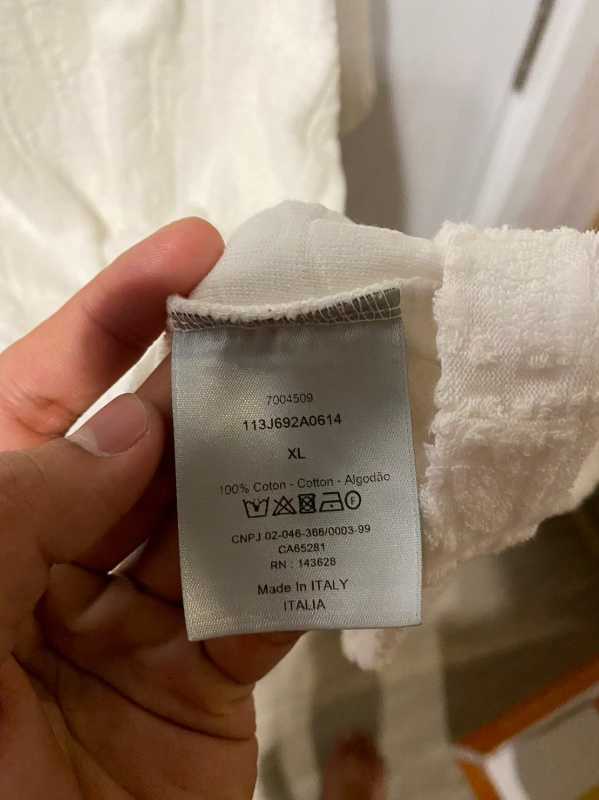 7004509
113J692A0614
XL
100% Coton - Cotton - Algodão
F
CNPJ 02-046-366/0003-99
CA65281
RN : 143628
Made In ITALY
ITALIA